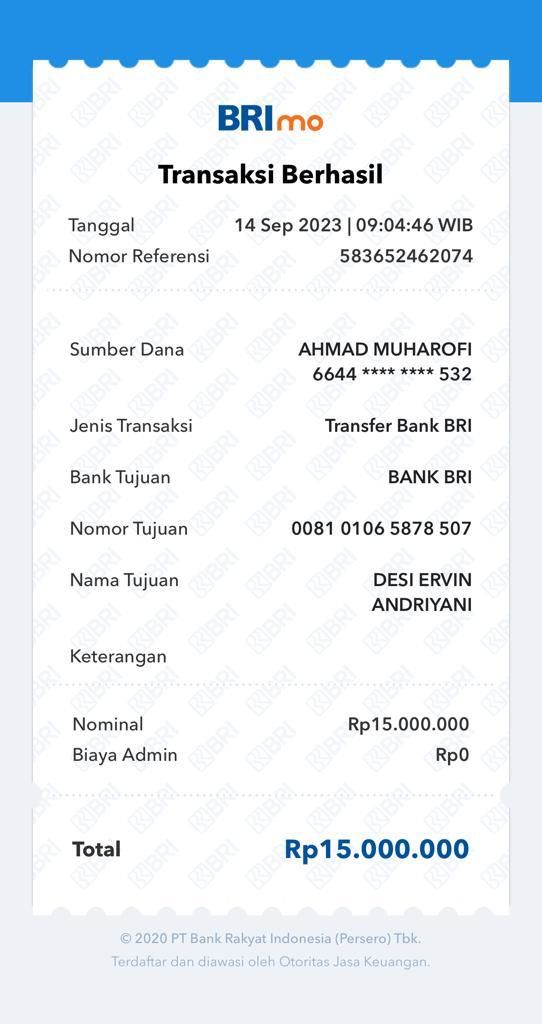 BRImo
Transaksi Berhasil
Tanggal 14 Sep 2023 | 09:04:46 WIB
Nomor Referensi 583652462074
Sumber Dana AHMAD MUHAROFI
6644 **** **** 532
Jenis Transaksi Transfer Bank BRI
Bank Tujuan BANK BRI
Nomor Tujuan 0081 0106 5878 507
Nama Tujuan DESI ERVIN
ANDRIYANI
Keterangan
Nominal Rp15.000.000
Biaya Admin Rp0
Total Rp15.000.000
© 2020 PT Bank Rakyat Indonesia (Persero) Tbk.
Terdaftar dan diawasi oleh Otoritas Jasa Keuangan.